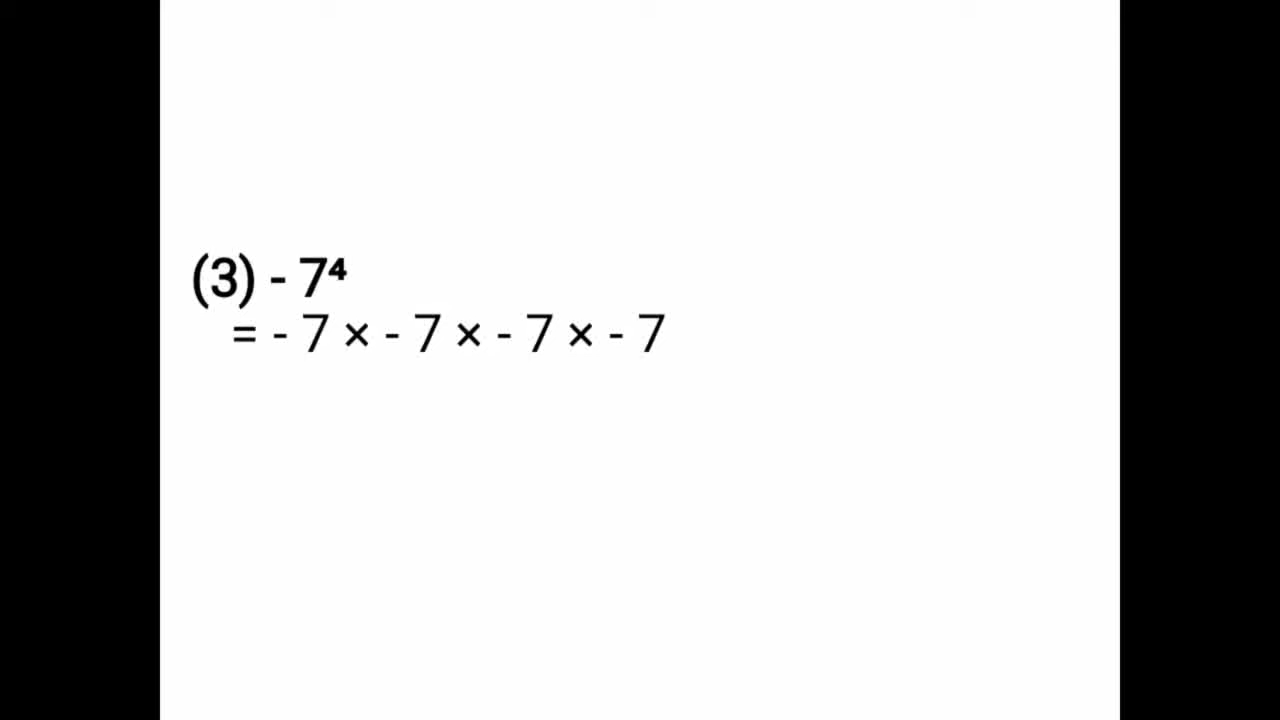 (3) - 7⁴
= - 7 × - 7 × - 7 × - 7